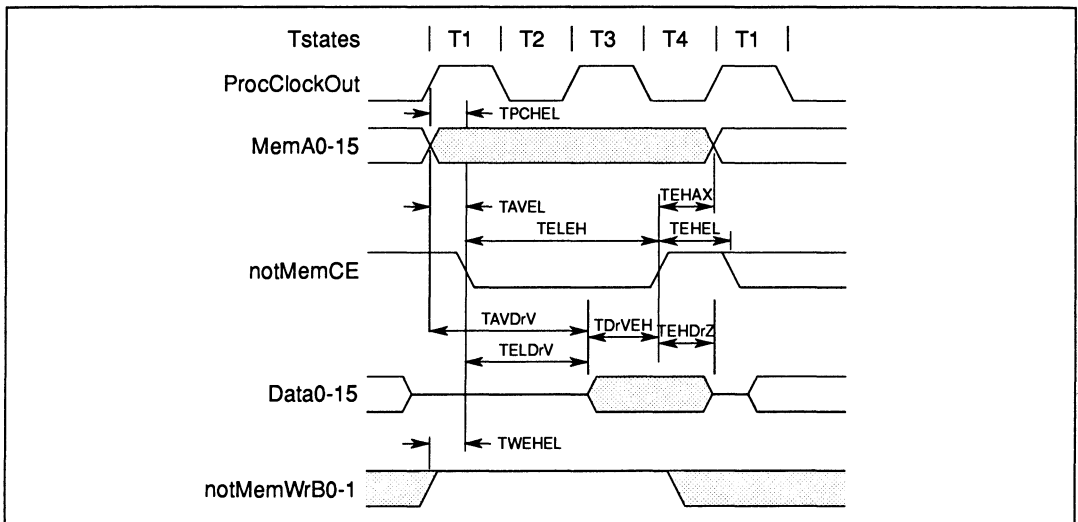 Tstates | T1 | T2 | T3 | T4 | T1 |
ProcClockOut
TPCHEL
MemA0-15
TEHAX
TAVEL
TELEH
TEHEL
notMemCE
TAVDrV
TDrVEH
TEHDrZ
TELDrV
Data0-15
TWEHEL
notMemWrB0-1